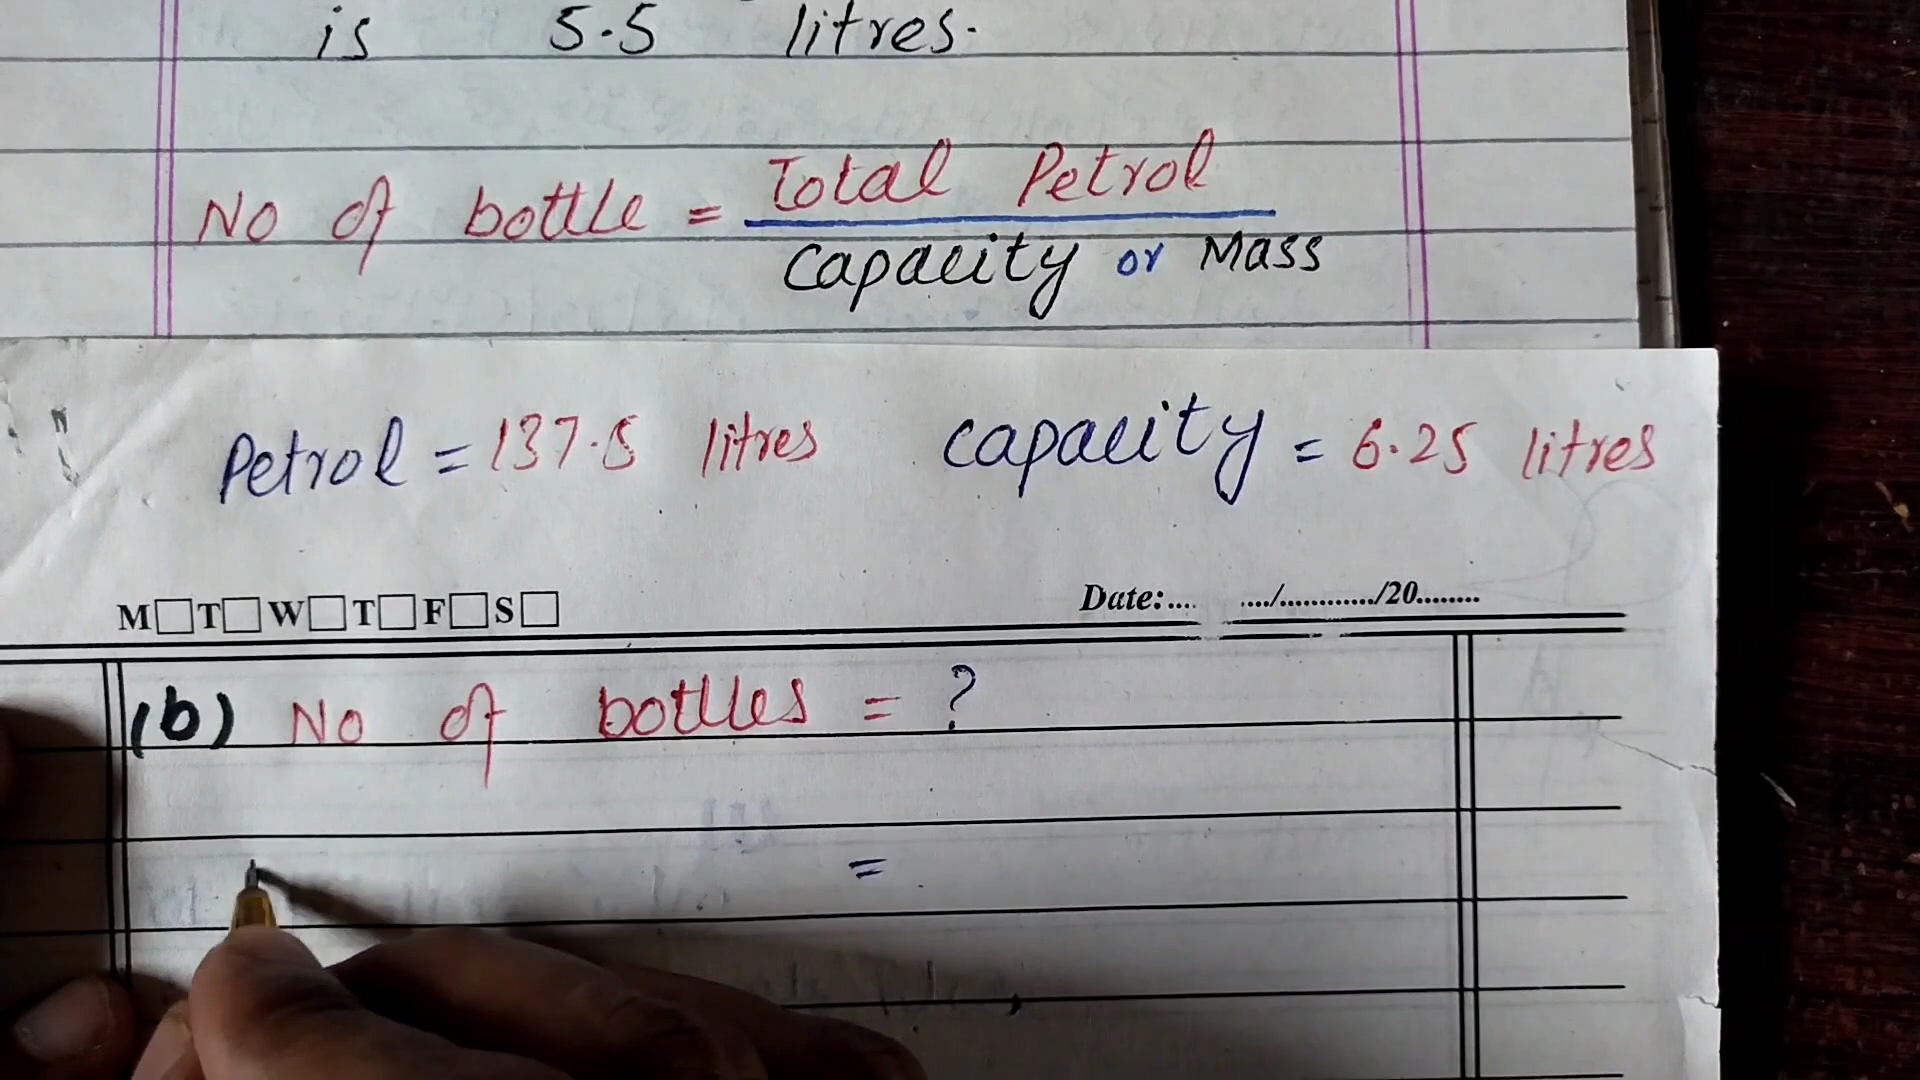 is 5.5 litres.
No of bottle = Total Petrol
Capacity or Mass
Petrol = 137.5 litres capacity = 6.25 litres
M☐T☐W☐T☐F☐S☐ Date:.... ..../............/20........
(b) No of bottles = ?
=